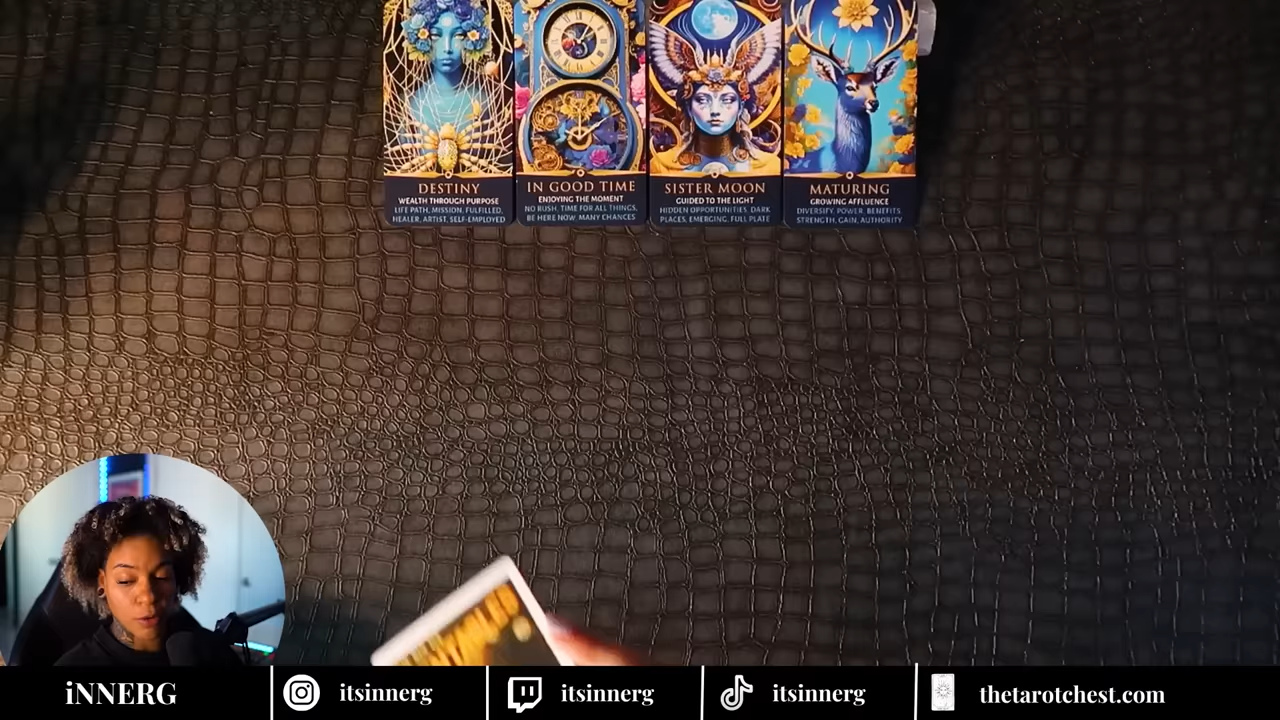 DESTINY
WEALTH THROUGH PURPOSE
LIFE PATH, MISSION, FULFILLED,
HEALER, ARTIST, SELF-EMPLOYED
IN GOOD TIME
ENJOYING THE MOMENT
NO RUSH, TIME FOR ALL THINGS,
BE HERE NOW, MANY CHANCES
SISTER MOON
GUIDED TO THE LIGHT
HIDDEN OPPORTUNITIES, DARK
PLACES, EMERGING, FULL PLATE
MATURING
GROWING AFFLUENCE
DIVERSIFY, POWER, BENEFITS
STRENGTH, GAIN, AUTHORITY
iNNERG
itsinnerg
itsinnerg
itsinnerg
thetarotchest.com